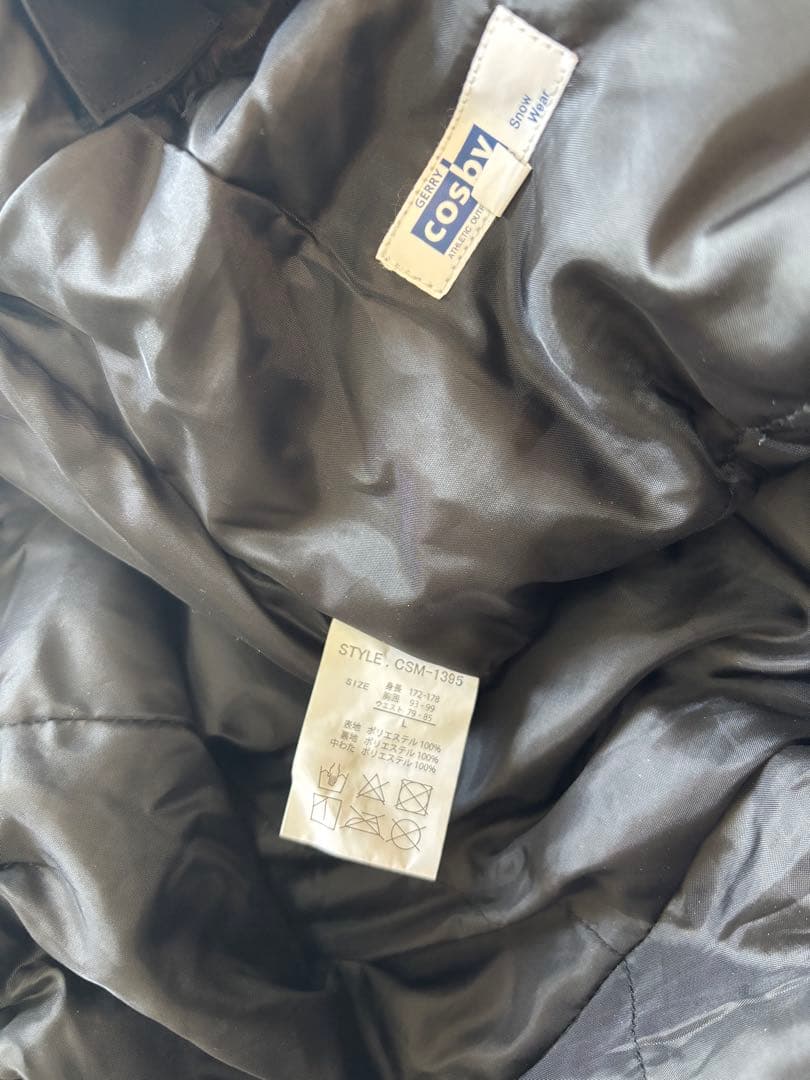 GERRY
cosby
ATHLETIC OUTF
Snow
Wear
STYLE. CSM-1395
SIZE 身長 172-178
胸囲 93-99
ウエスト 79-85
L
表地 ポリエステル100%
裏地 ポリエステル100%
中わた ポリエステル100%